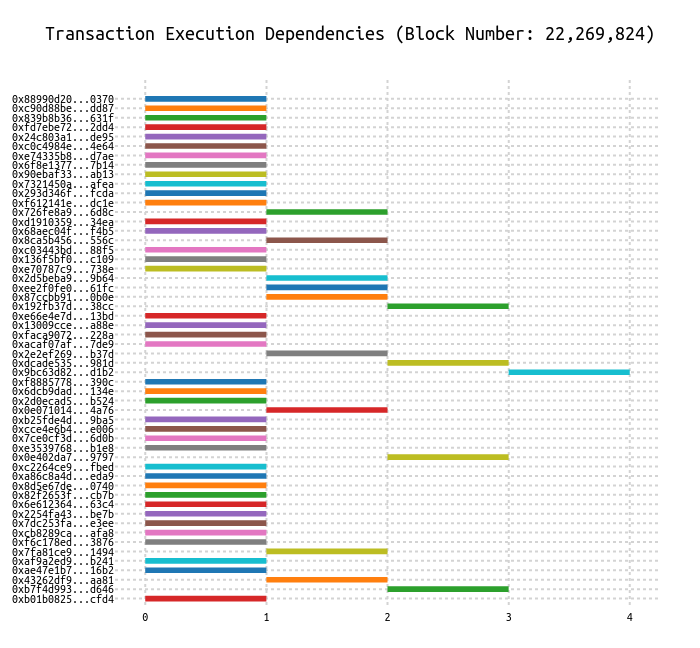 Transaction Execution Dependencies (Block Number: 22,269,824)
0x88990d20...0370
0xc90d88be...dd87
0x839b8b36...631f
0xfd7ebe72...2dd4
0x24c803a1...de95
0xc0c4984e...4e64
0xe74335b8...d7ae
0x6f8e1377...7b14
0x90ebaf33...ab13
0x7321450a...afea
0x293d346f...fcda
0xf612141e...dc1e
0x726fe8a9...6d8c
0xd1910359...34ea
0x68aec04f...f4b5
0x8ca5b456...556c
0xc03443bd...88f5
0x136f5bf0...c109
0xe70787c9...738e
0x2d5beba9...9b64
0xee2f0fe0...61fc
0x87ccbb91...0b0e
0x192fb37d...38cc
0xe66e4e7d...13bd
0x13009cce...a88e
0xfaca9072...228a
0xacaf07af...7de9
0x2e2ef269...b37d
0xdcade535...981d
0x9bc63d82...d1b2
0xf8885778...390c
0x6dcb9dad...134e
0x2d0ecad5...b524
0x0e071014...4a76
0xb25fde4d...9ba5
0xcce4e6b4...e006
0x7ce0cf3d...6d0b
0xe3539768...b1e8
0x0e402da7...9797
0xc2264ce9...fbed
0xa86c8a4d...eda9
0x8d5e67de...0740
0x82f2653f...cb7b
0x6e612364...63c4
0x2254fa43...be7b
0x7dc253fa...e3ee
0xcb8289ca...afa8
0xf6c178ed...3876
0x7fa81ce9...1494
0xaf9a2ed9...b241
0xae47e1b7...16b2
0x43262df9...aa81
0xb7f4d993...d646
0xb01b0825...cfd4
0 1 2 3 4